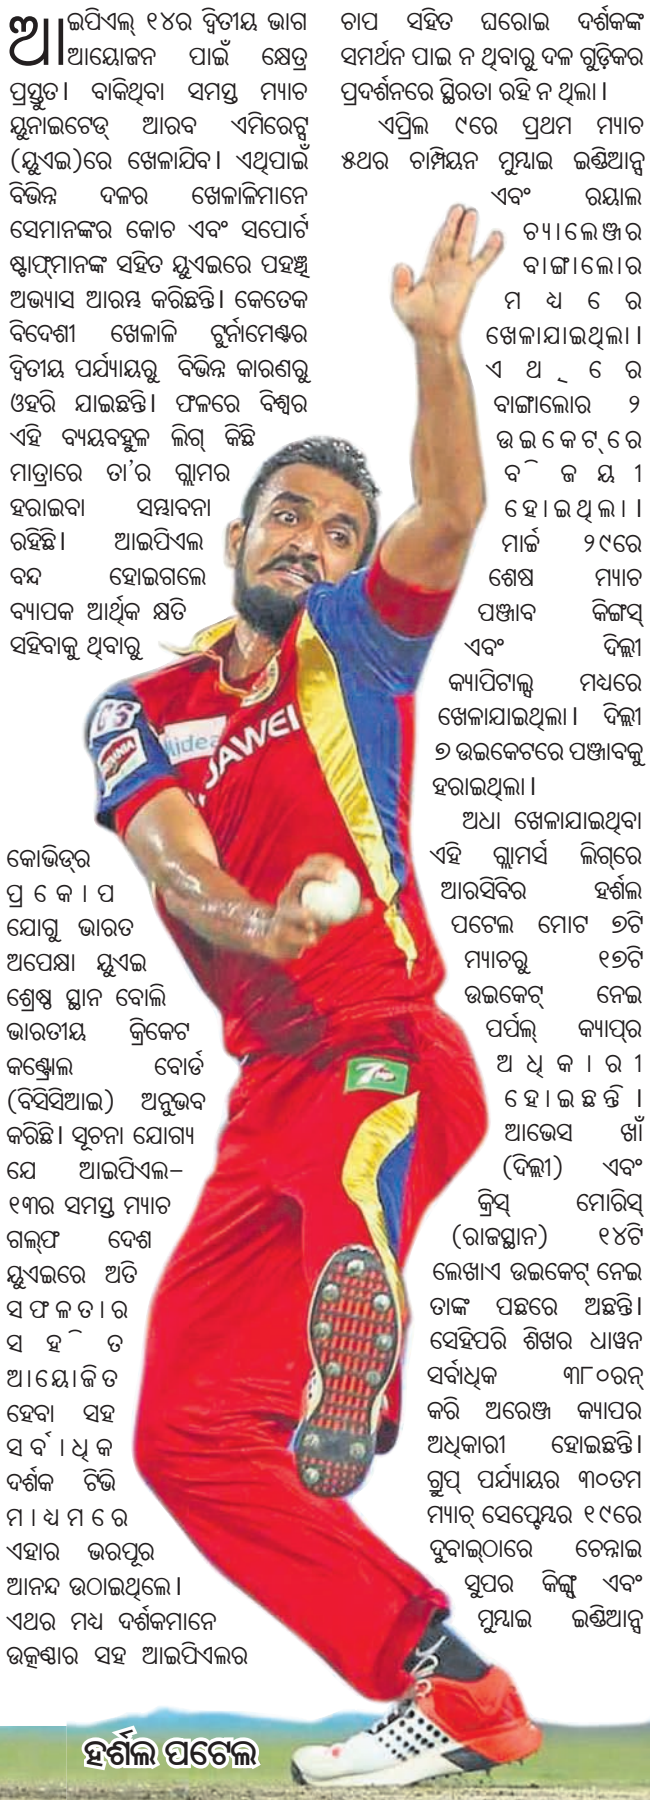 ଆଇପିଏଲ୍ ୧୪ର ଦ୍ୱିତୀୟ ଭାଗ
ଆୟୋଜନ ପାଇଁ କ୍ଷେତ୍ର
ପ୍ରସ୍ତୁତ। ବାକିଥିବା ସମସ୍ତ ମ୍ୟାଚ
ୟୁନାଇଟେଡ୍ ଆରବ ଏମିରେଟ୍ସ
(ୟୁଏଇ)ରେ ଖେଳାଯିବ। ଏଥିପାଇଁ
ବିଭିନ୍ନ ଦଳର ଖେଳାଳିମାନେ
ସେମାନଙ୍କର କୋଚ ଏବଂ ସପୋର୍ଟ
ଷ୍ଟାଫ୍‌ମାନଙ୍କ ସହିତ ୟୁଏଇରେ ପହଞ୍ଚି
ଅଭ୍ୟାସ ଆରମ୍ଭ କରିଛନ୍ତି। କେତେକ
ବିଦେଶୀ ଖେଳାଳି ଟୁର୍ନାମେଣ୍ଟର
ଦ୍ୱିତୀୟ ପର୍ଯ୍ୟାୟରୁ ବିଭିନ୍ନ କାରଣରୁ
ଓହରି ଯାଇଛନ୍ତି। ଫଳରେ ବିଶ୍ୱର
ଏହି ବ୍ୟୟବହୁଳ ଲିଗ୍ କିଛି
ମାତ୍ରାରେ ତା’ର ଗ୍ଲାମର
ହରାଇବା ସମ୍ଭାବନା
ରହିଛି। ଆଇପିଏଲ
ବନ୍ଦ ହୋଇଗଲେ
ବ୍ୟାପକ ଆର୍ଥିକ କ୍ଷତି
ସହିବାକୁ ଥିବାରୁ
କୋଭିଡ୍‌ର
ପ୍ରକୋପ
ଯୋଗୁ ଭାରତ
ଅପେକ୍ଷା ୟୁଏଇ
ଶ୍ରେଷ୍ଠ ସ୍ଥାନ ବୋଲି
ଭାରତୀୟ କ୍ରିକେଟ
କଣ୍ଟ୍ରୋଲ ବୋର୍ଡ
(ବିସିସିଆଇ) ଅନୁଭବ
କରିଛି। ସୂଚନା ଯୋଗ୍ୟ
ଯେ ଆଇପିଏଲ-
୧୩ର ସମସ୍ତ ମ୍ୟାଚ
ଗଲ୍‌ଫ ଦେଶ
ୟୁଏଇରେ ଅତି
ସଫଳତାର
ସହିତ
ଆୟୋଜିତ
ହେବା ସହ
ସର୍ବାଧିକ
ଦର୍ଶକ ଟିଭି
ମାଧ୍ୟମରେ
ଏହାର ଭରପୂର
ଆନନ୍ଦ ଉଠାଇଥିଲେ।
ଏଥର ମଧ୍ୟ ଦର୍ଶକମାନେ
ଉତ୍କଣ୍ଠାର ସହ ଆଇପିଏଲର
ଚାପ ସହିତ ଘରୋଇ ଦର୍ଶକଙ୍କ
ସମର୍ଥନ ପାଇ ନ ଥିବାରୁ ଦଳ ଗୁଡ଼ିକର
ପ୍ରଦର୍ଶନରେ ସ୍ଥିରତା ରହି ନ ଥିଲା।
ଏପ୍ରିଲ ୯ରେ ପ୍ରଥମ ମ୍ୟାଚ
୫ଥର ଚାମ୍ପିୟନ ମୁମ୍ବାଇ ଇଣ୍ଡିଆନ୍ସ
ଏବଂ ରୟାଲ
ଚ୍ୟାଲେଞ୍ଜର
ବାଙ୍ଗାଲୋର
ମଧ୍ୟରେ
ଖେଳାଯାଇଥିଲା।
ଏଥିରେ
ବାଙ୍ଗାଲୋର ୨
ଉଇକେଟ୍‌ରେ
ବିଜୟୀ
ହୋଇଥିଲା।
ମାର୍ଚ୍ଚ ୨୯ରେ
ଶେଷ ମ୍ୟାଚ
ପଞ୍ଜାବ କିଙ୍ଗସ୍
ଏବଂ ଦିଲ୍ଲୀ
କ୍ୟାପିଟାଲ୍ସ ମଧ୍ୟରେ
ଖେଳାଯାଇଥିଲା। ଦିଲ୍ଲୀ
୭ ଉଇକେଟରେ ପଞ୍ଜାବକୁ
ହରାଇଥିଲା।
ଅଧା ଖେଳାଯାଇଥିବା
ଏହି ଗ୍ଲାମର୍ସ ଲିଗ୍‌ରେ
ଆରସିବିର ହର୍ଶଲ
ପଟେଲ ମୋଟ ୭ଟି
ମ୍ୟାଚରୁ ୧୭ଟି
ଉଇକେଟ୍ ନେଇ
ପର୍ପଲ୍ କ୍ୟାପ୍‌ର
ଅଧିକାରୀ
ହୋଇଛନ୍ତି।
ଆଭେସ ଖାଁ
(ଦିଲ୍ଲୀ) ଏବଂ
କ୍ରିସ୍ ମୋରିସ୍
(ରାଜସ୍ଥାନ) ୧୪ଟି
ଲେଖାଏ ଉଇକେଟ୍ ନେଇ
ତାଙ୍କ ପଛରେ ଅଛନ୍ତି।
ସେହିପରି ଶିଖର ଧାୱନ
ସର୍ବାଧିକ ୩୮୦ରନ୍
କରି ଅରେଞ୍ଜ କ୍ୟାପର
ଅଧିକାରୀ ହୋଇଛନ୍ତି।
ଗ୍ରୁପ୍ ପର୍ଯ୍ୟାୟର ୩୦ତମ
ମ୍ୟାଚ୍ ସେପ୍ଟେମ୍ବର ୧୯ରେ
ଦୁବାଇ୍‌ଠାରେ ଚେନ୍ନାଇ
ସୁପର କିଙ୍ଗ୍ସ ଏବଂ
ମୁମ୍ବାଇ ଇଣ୍ଡିଆନ୍ସ
Midea
HUAWEI
7UP
ହର୍ଶଲ ପଟେଲ